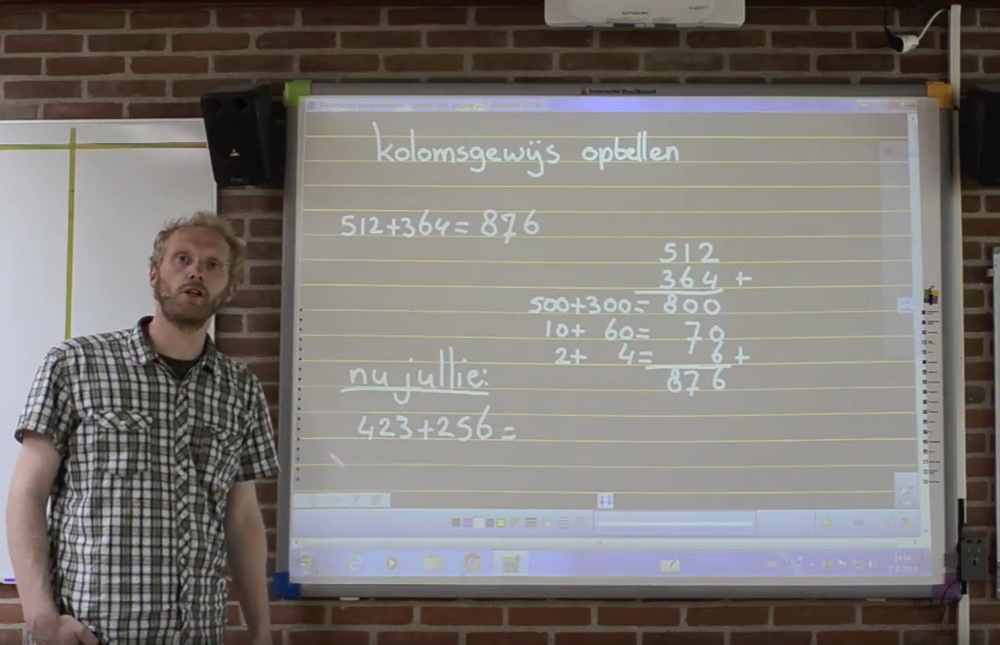 EPSON
kolomsgewijs optellen
512+364= 876
512
364 +
500+300= 800
10+ 60= 70
2+ 4= 6 +
876
nu jullie:
423+256=